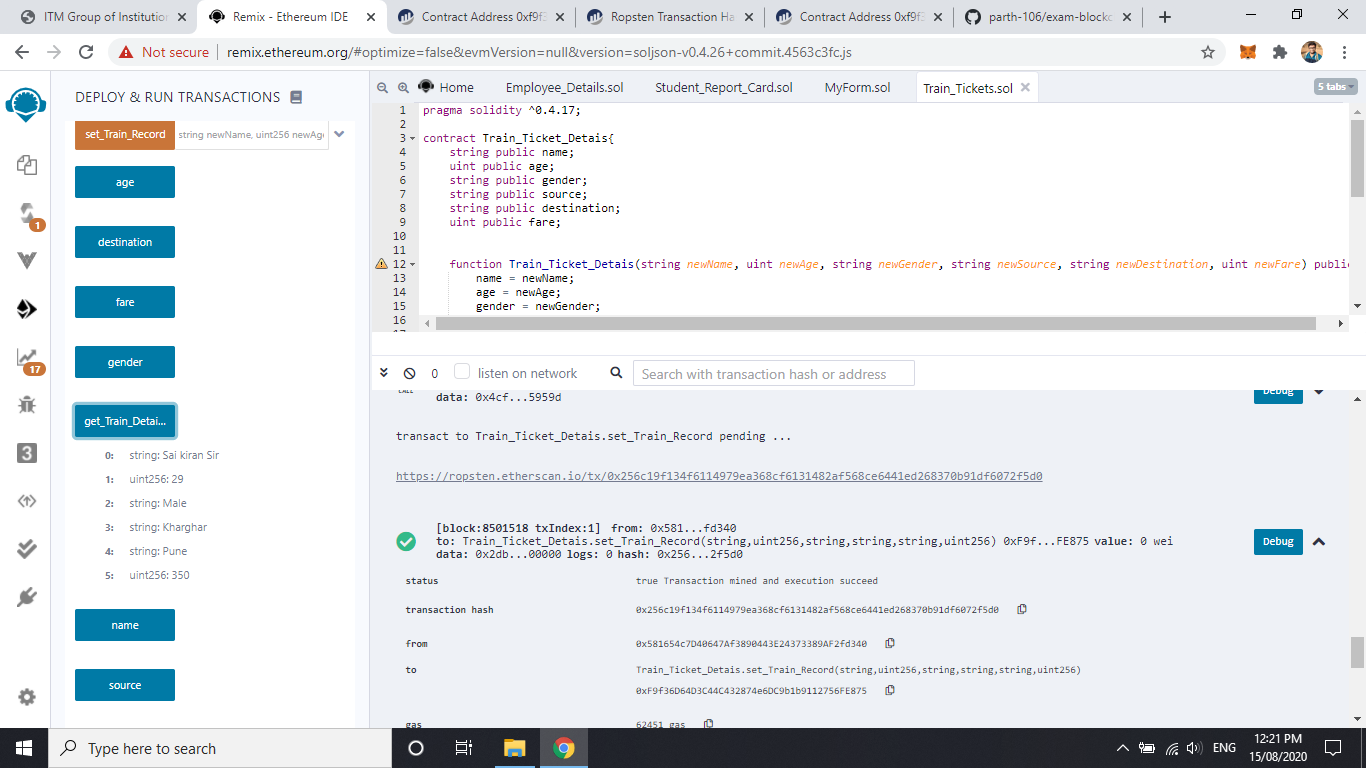 ITM Group of Institution
Remix - Ethereum IDE
Contract Address 0xf9f3
Ropsten Transaction Ha
Contract Address 0xf9f3
parth-106/exam-blockc
Not secure
remix.ethereum.org/#optimize=false&evmVersion=null&version=soljson-v0.4.26+commit.4563c3fc.js
DEPLOY & RUN TRANSACTIONS
set_Train_Record
string newName, uint256 newAge
age
destination
fare
gender
get_Train_Detai...
0: string: Sai kiran Sir
1: uint256: 29
2: string: Male
3: string: Kharghar
4: string: Pune
5: uint256: 350
name
source
1
17
3
Home
Employee_Details.sol
Student_Report_Card.sol
MyForm.sol
Train_Tickets.sol
5 tabs
1 pragma solidity ^0.4.17;
2
3 contract Train_Ticket_Detais{
4 string public name;
5 uint public age;
6 string public gender;
7 string public source;
8 string public destination;
9 uint public fare;
10
11
12 function Train_Ticket_Detais(string newName, uint newAge, string newGender, string newSource, string newDestination, uint newFare) public
13 name = newName;
14 age = newAge;
15 gender = newGender;
16
0
listen on network
Search with transaction hash or address
data: 0x4cf...5959d
Debug
transact to Train_Ticket_Detais.set_Train_Record pending ...
https://ropsten.etherscan.io/tx/0x256c19f134f6114979ea368cf6131482af568ce6441ed268370b91df6072f5d0
[block:8501518 txIndex:1] from: 0x581...fd340
to: Train_Ticket_Detais.set_Train_Record(string,uint256,string,string,string,uint256) 0xF9f...FE875 value: 0 wei
data: 0x2db...00000 logs: 0 hash: 0x256...2f5d0
Debug
status true Transaction mined and execution succeed
transaction hash 0x256c19f134f6114979ea368cf6131482af568ce6441ed268370b91df6072f5d0
from 0x581654c7D40647Af3890443E24373389AF2fd340
to Train_Ticket_Detais.set_Train_Record(string,uint256,string,string,string,uint256)
0xF9f36D64D3C44C432874e6DC9b1b9112756FE875
gas 62451 gas
Type here to search
ENG
12:21 PM
15/08/2020